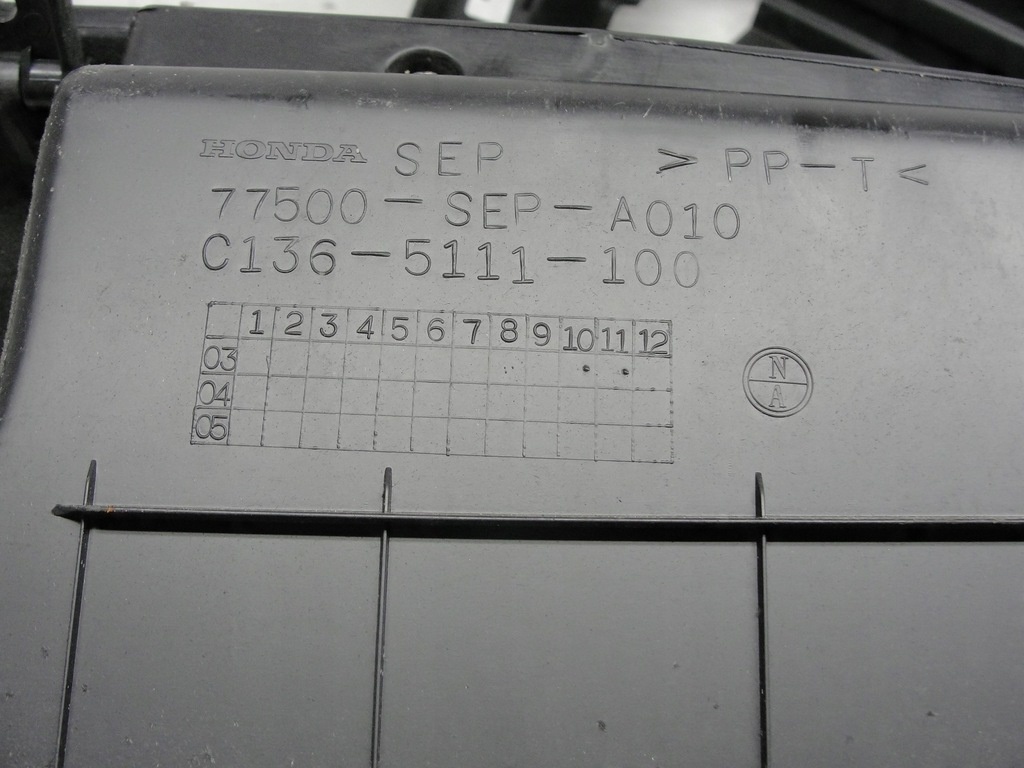 HONDA SEP > PP-T <
77500-SEP-A010
C136-5111-100
1 2 3 4 5 6 7 8 9 10 11 12
03
04
05
N
A